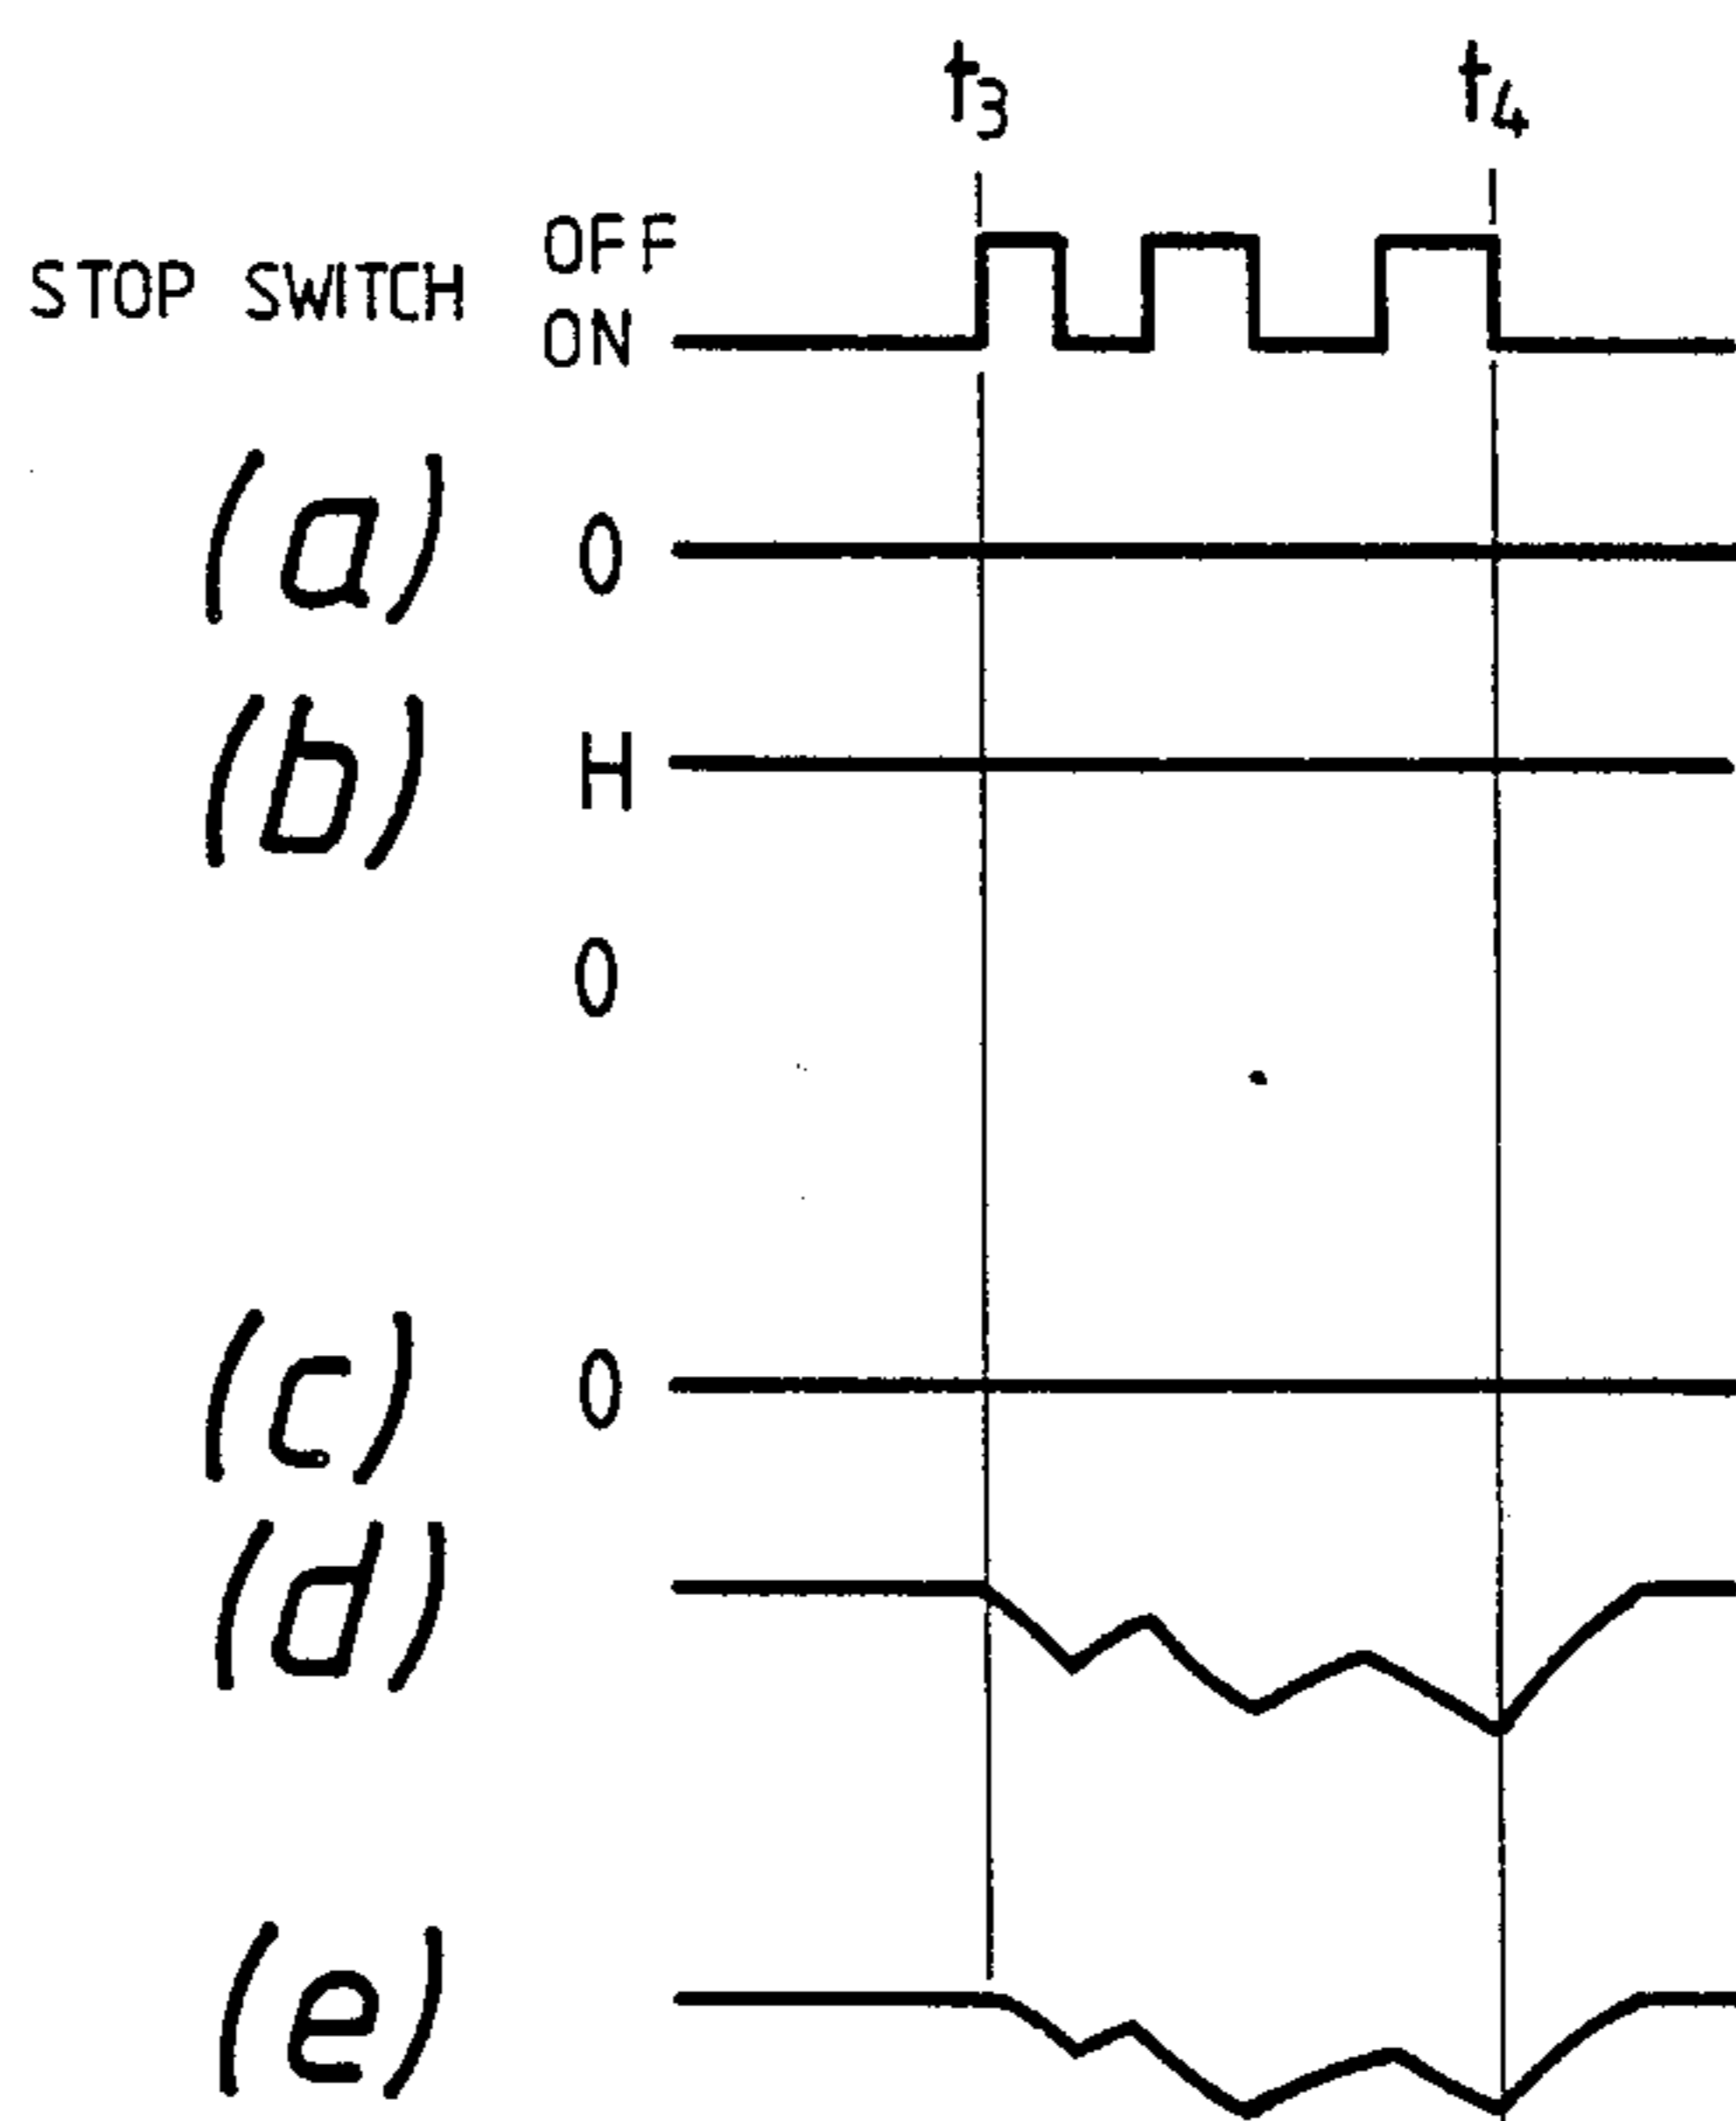 t3 t4
STOP SWITCH OFF
ON
(a) 0
(b) H
0
(c) 0
(d)
(e)